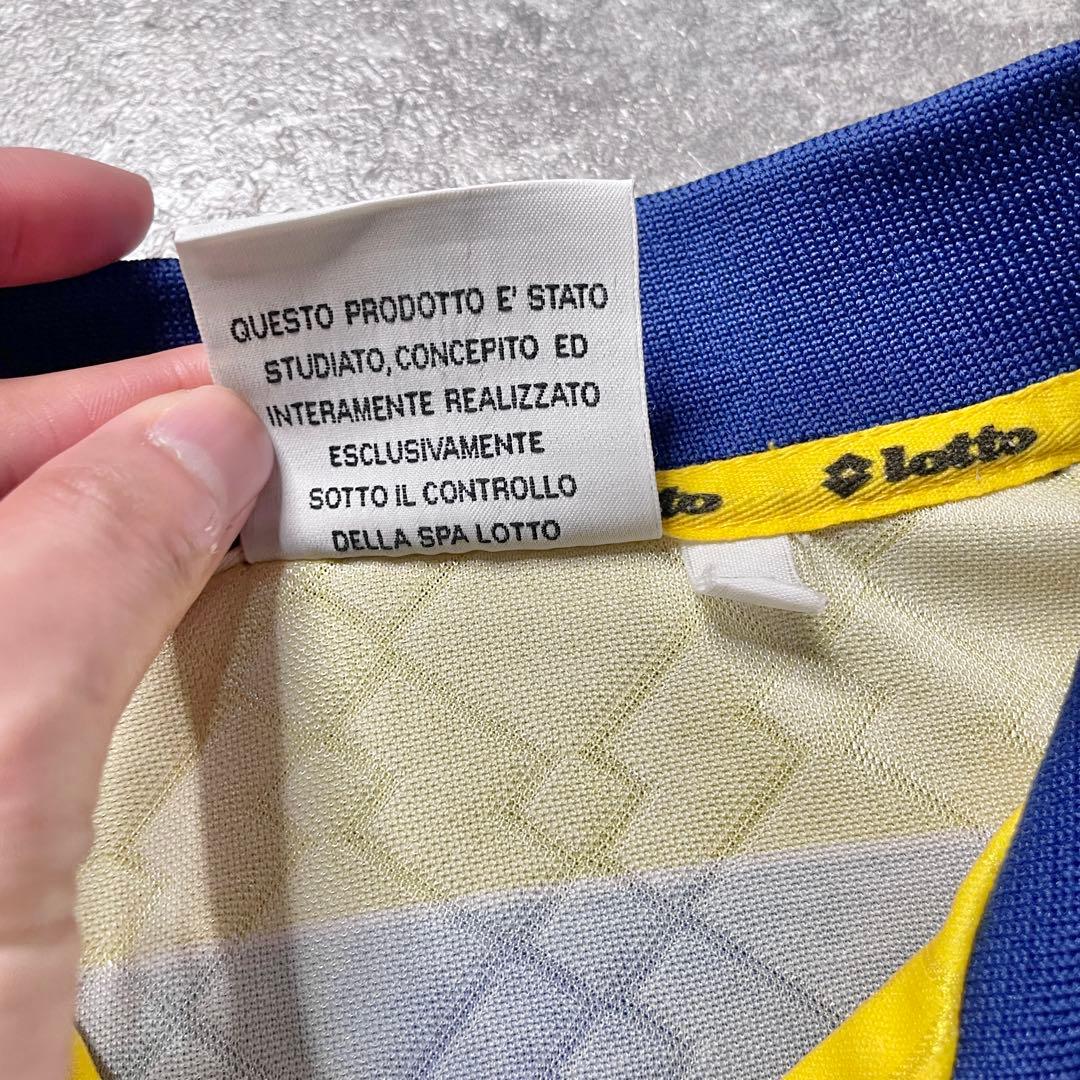 QUESTO PRODOTTO E' STATO
STUDIATO, CONCEPITO ED
INTERAMENTE REALIZZATO
ESCLUSIVAMENTE
SOTTO IL CONTROLLO
DELLA SPA LOTTO
lotto